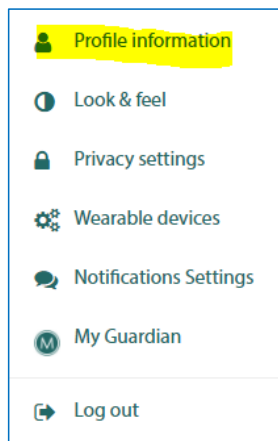 Profile information
Look & feel
Privacy settings
Wearable devices
Notifications Settings
M My Guardian
Log out